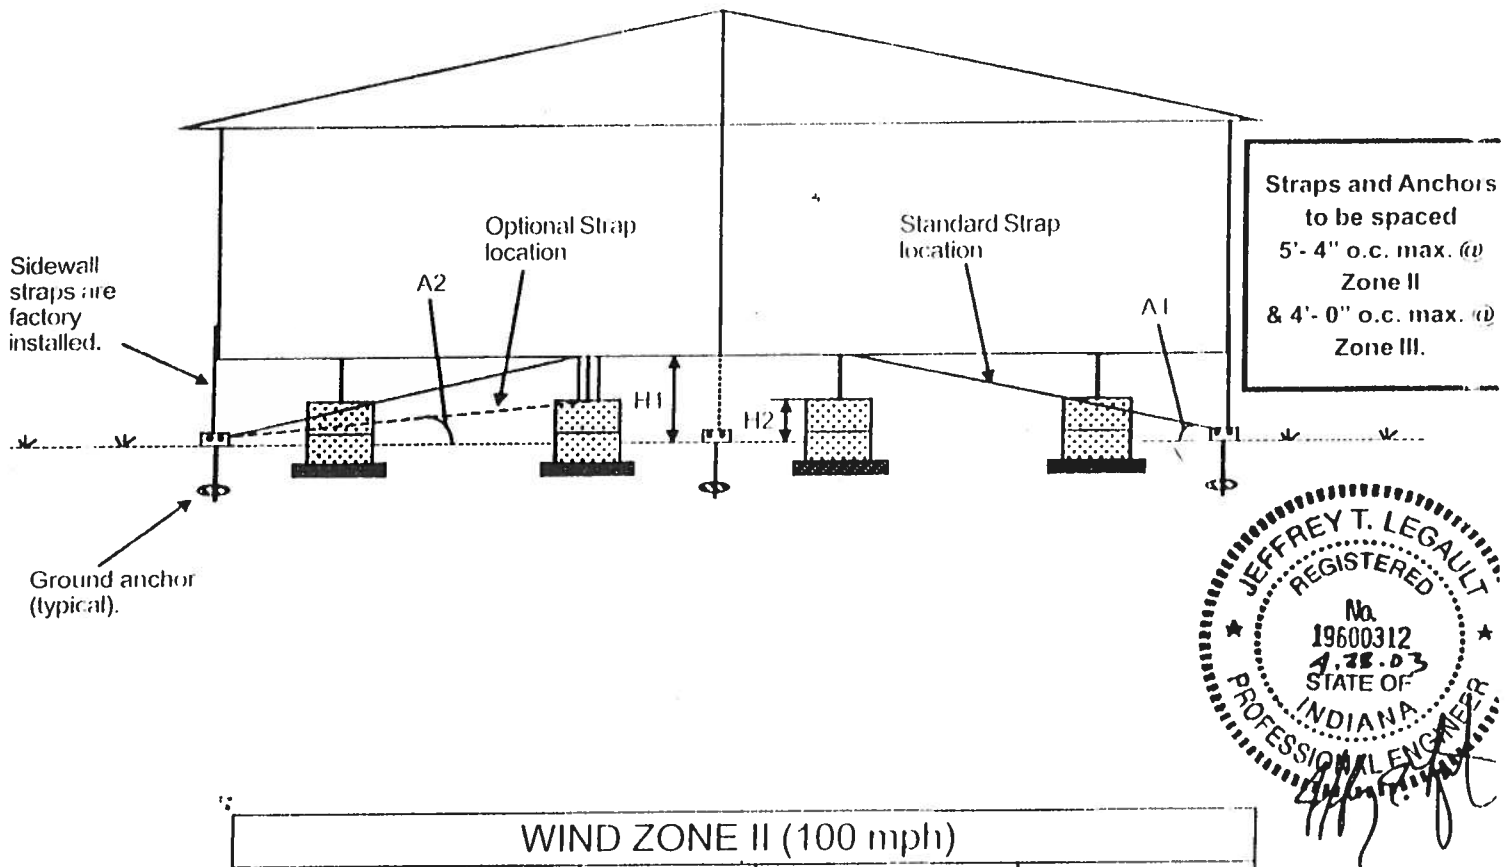 Straps and Anchors
to be spaced
5'- 4" o.c. max. @
Zone II
& 4'- 0" o.c. max. @
Zone III.
Optional Strap
location
Standard Strap
location
Sidewall
straps are
factory
installed.
A2
A1
H1
H2
Ground anchor
(typical).
JEFFREY T. LEGAULT
REGISTERED
No.
19600312
STATE OF
INDIANA
PROFESSIONAL ENGINEER
WIND ZONE II (100 mph)